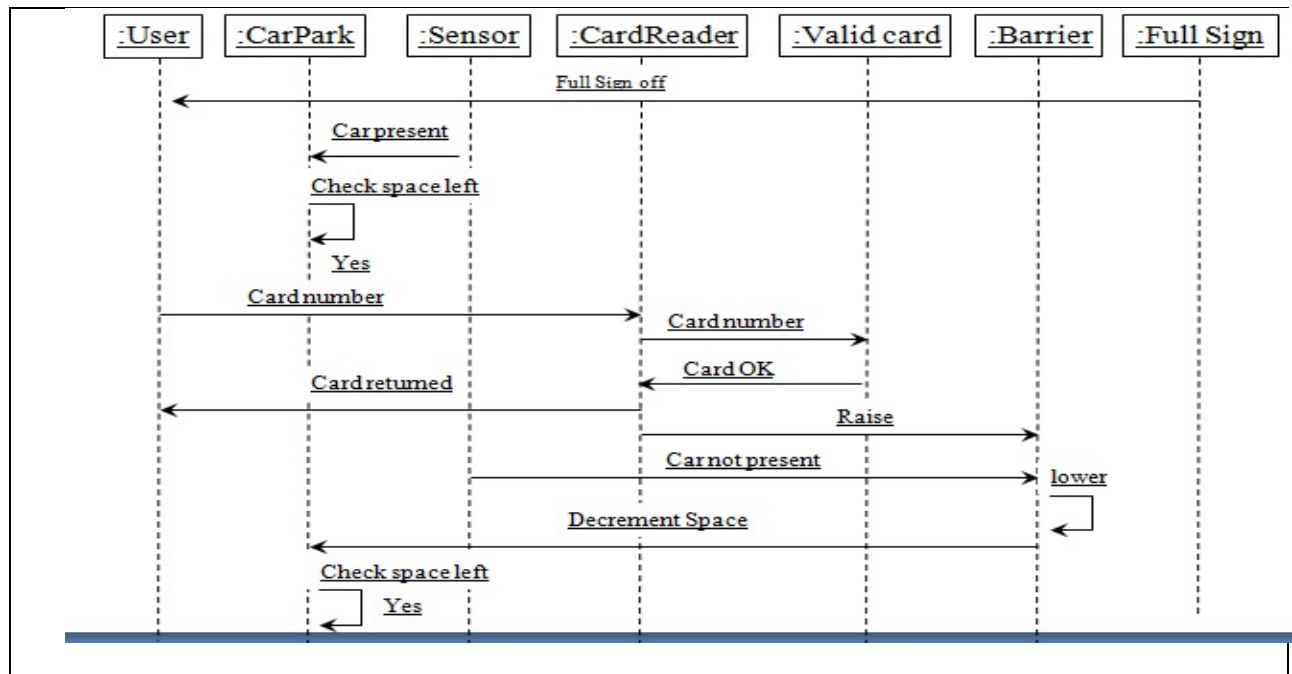 :User :CarPark :Sensor :CardReader :Valid card :Barrier :Full Sign
Full Sign off
Car present
Check space left
Yes
Card number
Card number
Card OK
Card returned
Raise
Car not present
lower
Decrement Space
Check space left
Yes